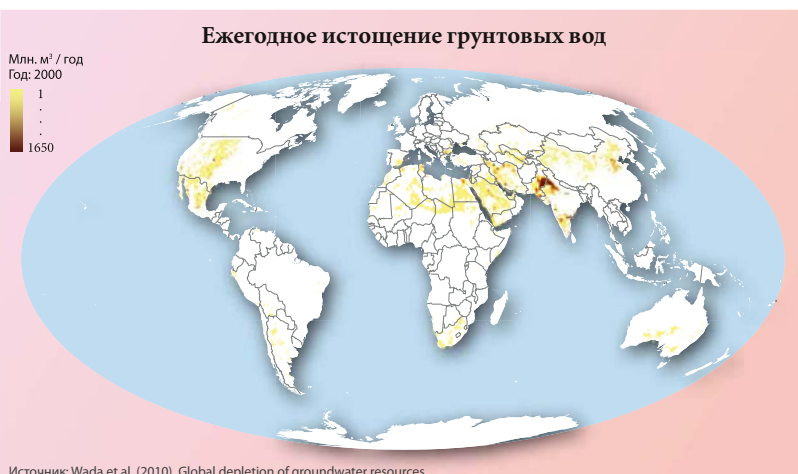 Ежегодное истощение грунтовых вод
Млн. м³ / год
Год: 2000
1
.
.
.
1650
Источник: Wada et al. (2010), Global depletion of groundwater resources